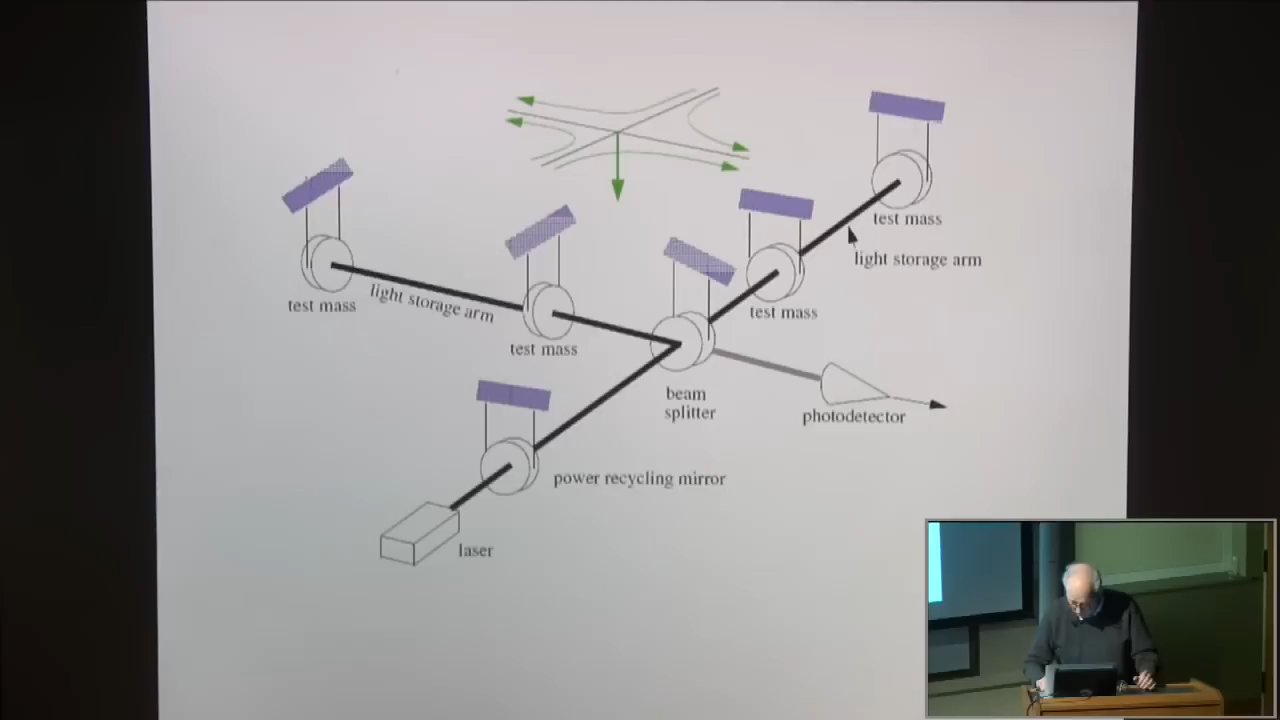 test mass
light storage arm
test mass
light storage arm
test mass
test mass
beam
splitter
photodetector
power recycling mirror
laser